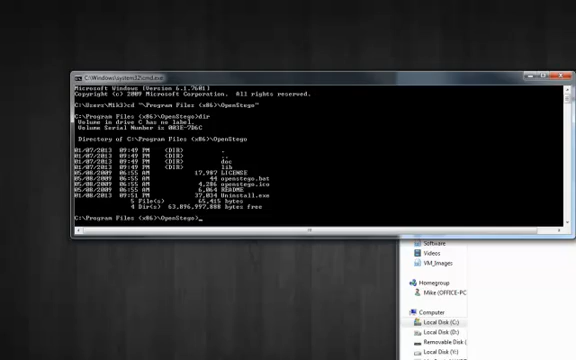 C:\Windows\system32\cmd.exe
Microsoft Windows [Version 6.1.7601]
Copyright (c) 2009 Microsoft Corporation. All rights reserved.
C:\Users\Mik3>cd "\Program Files (x86)\OpenStego"
C:\Program Files (x86)\OpenStego>dir
Volume in drive C has no label.
Volume Serial Number is
Directory of C:\Program Files (x86)\OpenStego
01/07/2013 09:49 PM <DIR> .
01/07/2013 09:49 PM <DIR> ..
01/07/2013 09:49 PM <DIR> doc
01/07/2013 09:49 PM <DIR> lib
05/08/2009 06:55 AM 17,987 LICENSE
05/08/2009 06:55 AM 44 openstego.bat
05/08/2009 06:55 AM 4,286 openstego.ico
05/08/2009 06:55 AM 6,064 README
01/07/2013 09:51 PM 37,034 Uninstall.exe
5 File(s) 65,415 bytes
4 Dir(s) 63,896,997,888 bytes free
C:\Program Files (x86)\OpenStego>_
Software
Videos
VM_Images
Homegroup
Mike (OFFICE-PC
Computer
Local Disk (C:)
Local Disk (D:)
Removable Disk (
Local Disk (Y:)